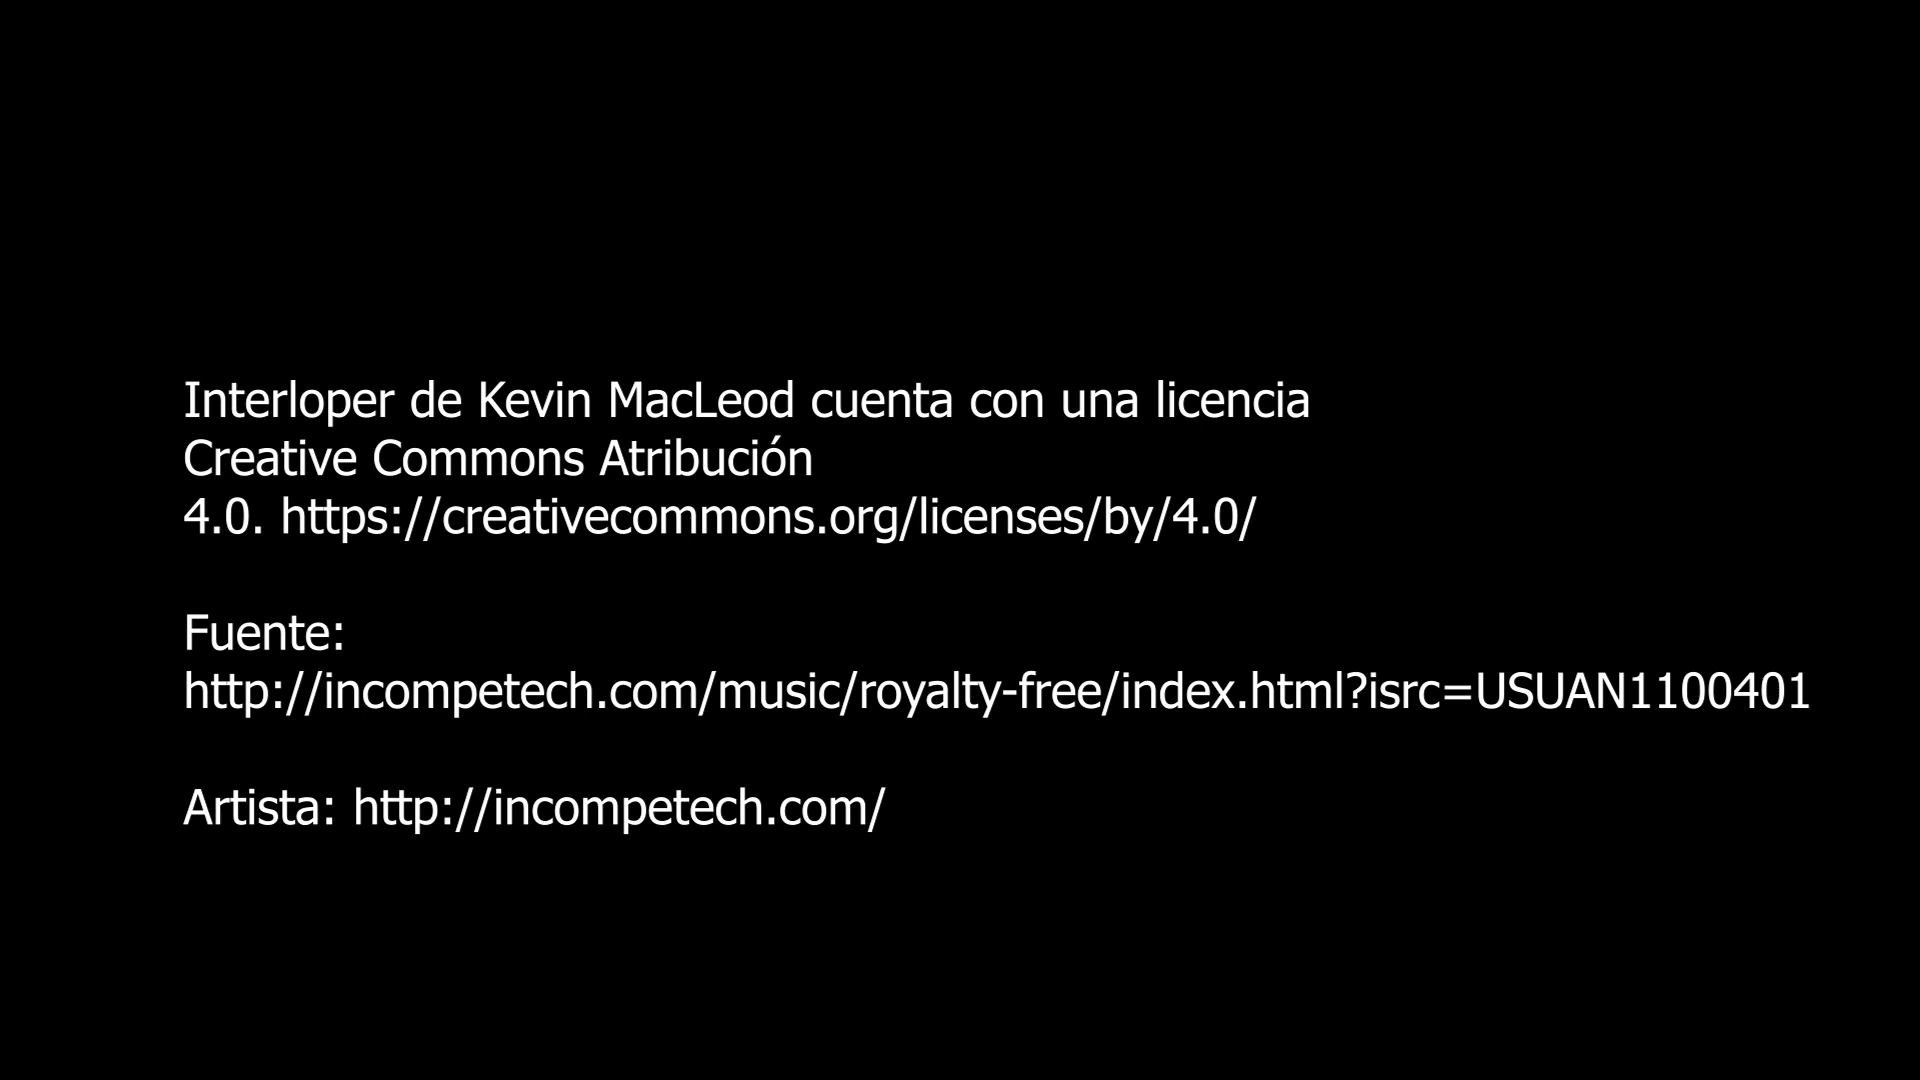 Interloper de Kevin MacLeod cuenta con una licencia
Creative Commons Atribución
4.0. https://creativecommons.org/licenses/by/4.0/
Fuente:
http://incompetech.com/music/royalty-free/index.html?isrc=USUAN1100401
Artista: http://incompetech.com/